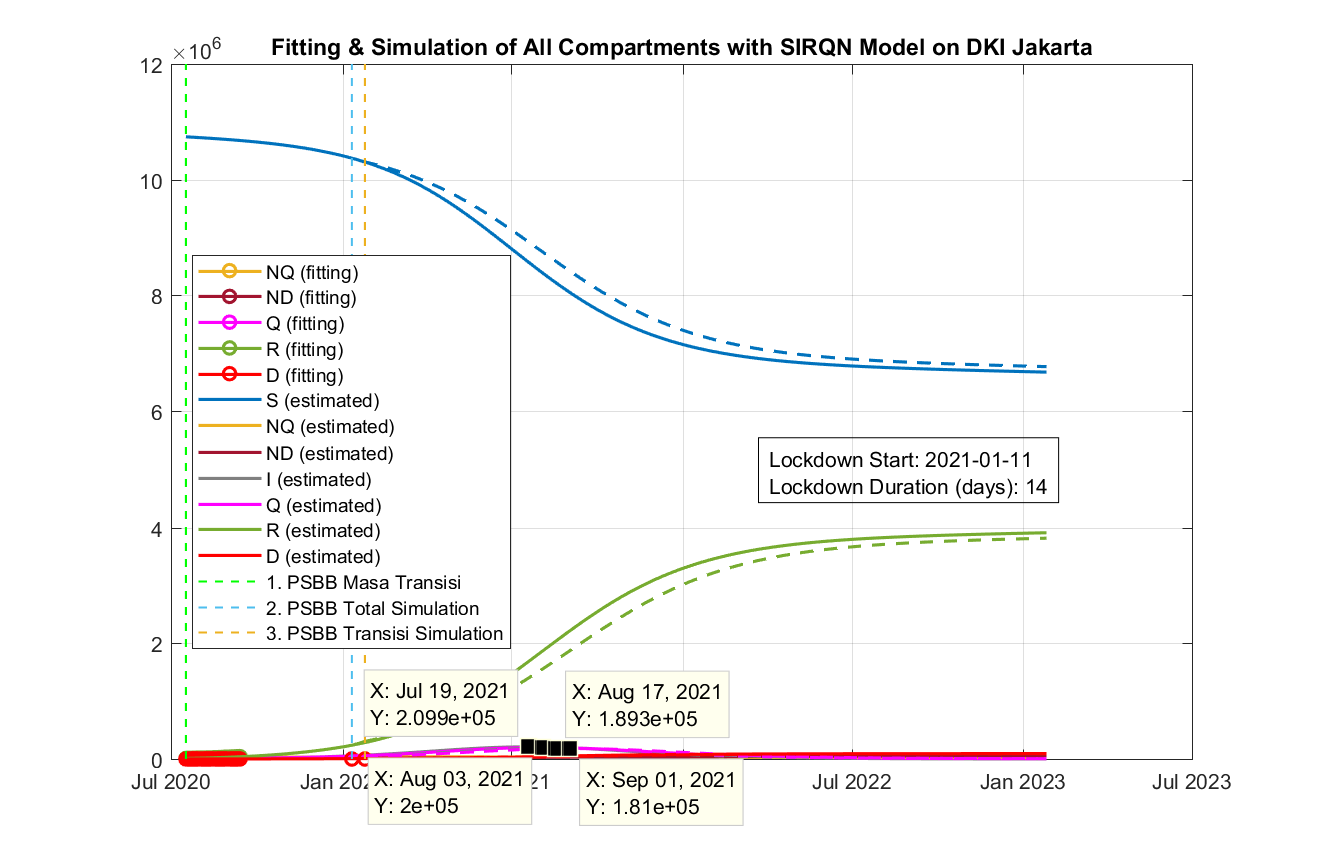 Fitting & Simulation of All Compartments with SIRQN Model on DKI Jakarta
×10^6
12
10
8
6
4
2
0
NQ (fitting)
ND (fitting)
Q (fitting)
R (fitting)
D (fitting)
S (estimated)
NQ (estimated)
ND (estimated)
I (estimated)
Q (estimated)
R (estimated)
D (estimated)
1. PSBB Masa Transisi
2. PSBB Total Simulation
3. PSBB Transisi Simulation
Lockdown Start: 2021-01-11
Lockdown Duration (days): 14
X: Jul 19, 2021
Y: 2.099e+05
X: Aug 17, 2021
Y: 1.893e+05
X: Aug 03, 2021
Y: 2e+05
X: Sep 01, 2021
Y: 1.81e+05
Jul 2020
Jan
Jul 2022
Jan 2023
Jul 2023